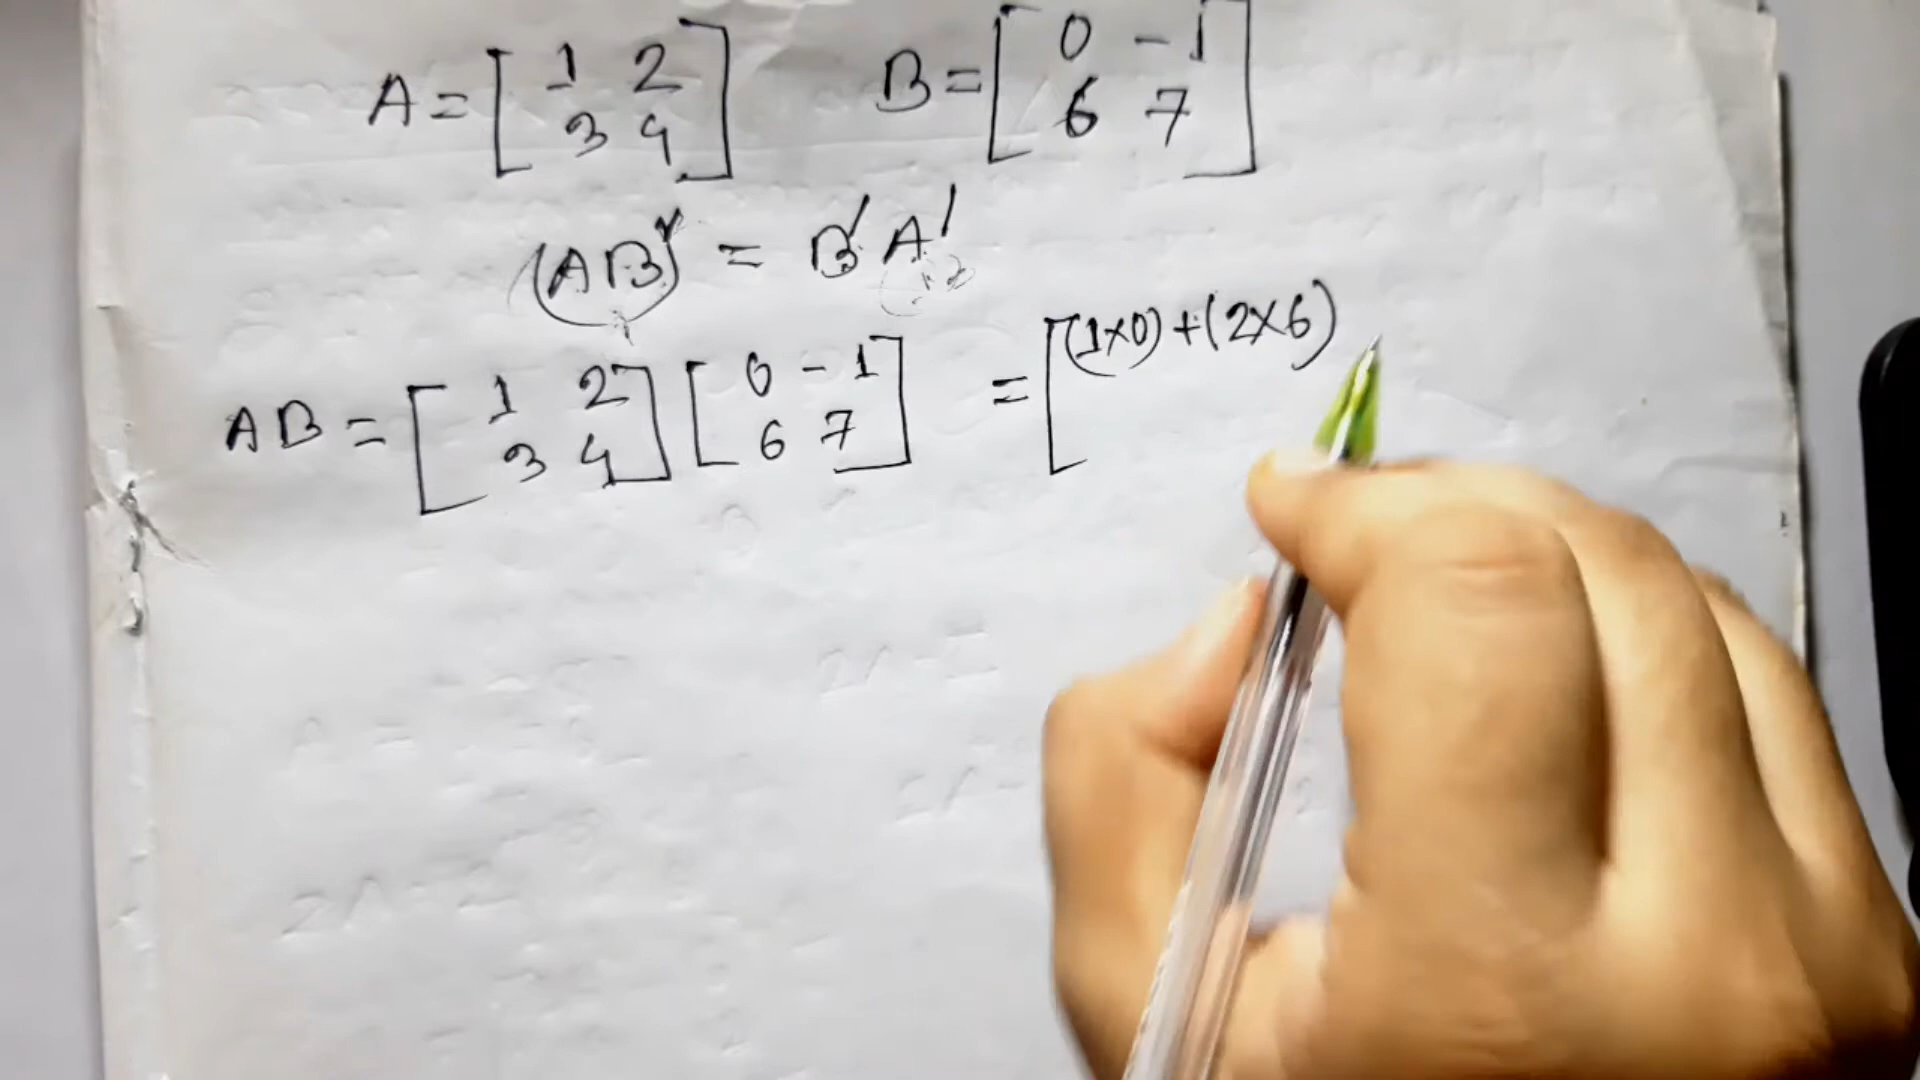 A = [ 1 2 B = [ 0 -1
3 4 ] 6 7 ]
(AB)' = B'A'
AB = [ 1 2 [ 0 -1 = [ (1×0) + (2×6)
3 4 ] 6 7 ]